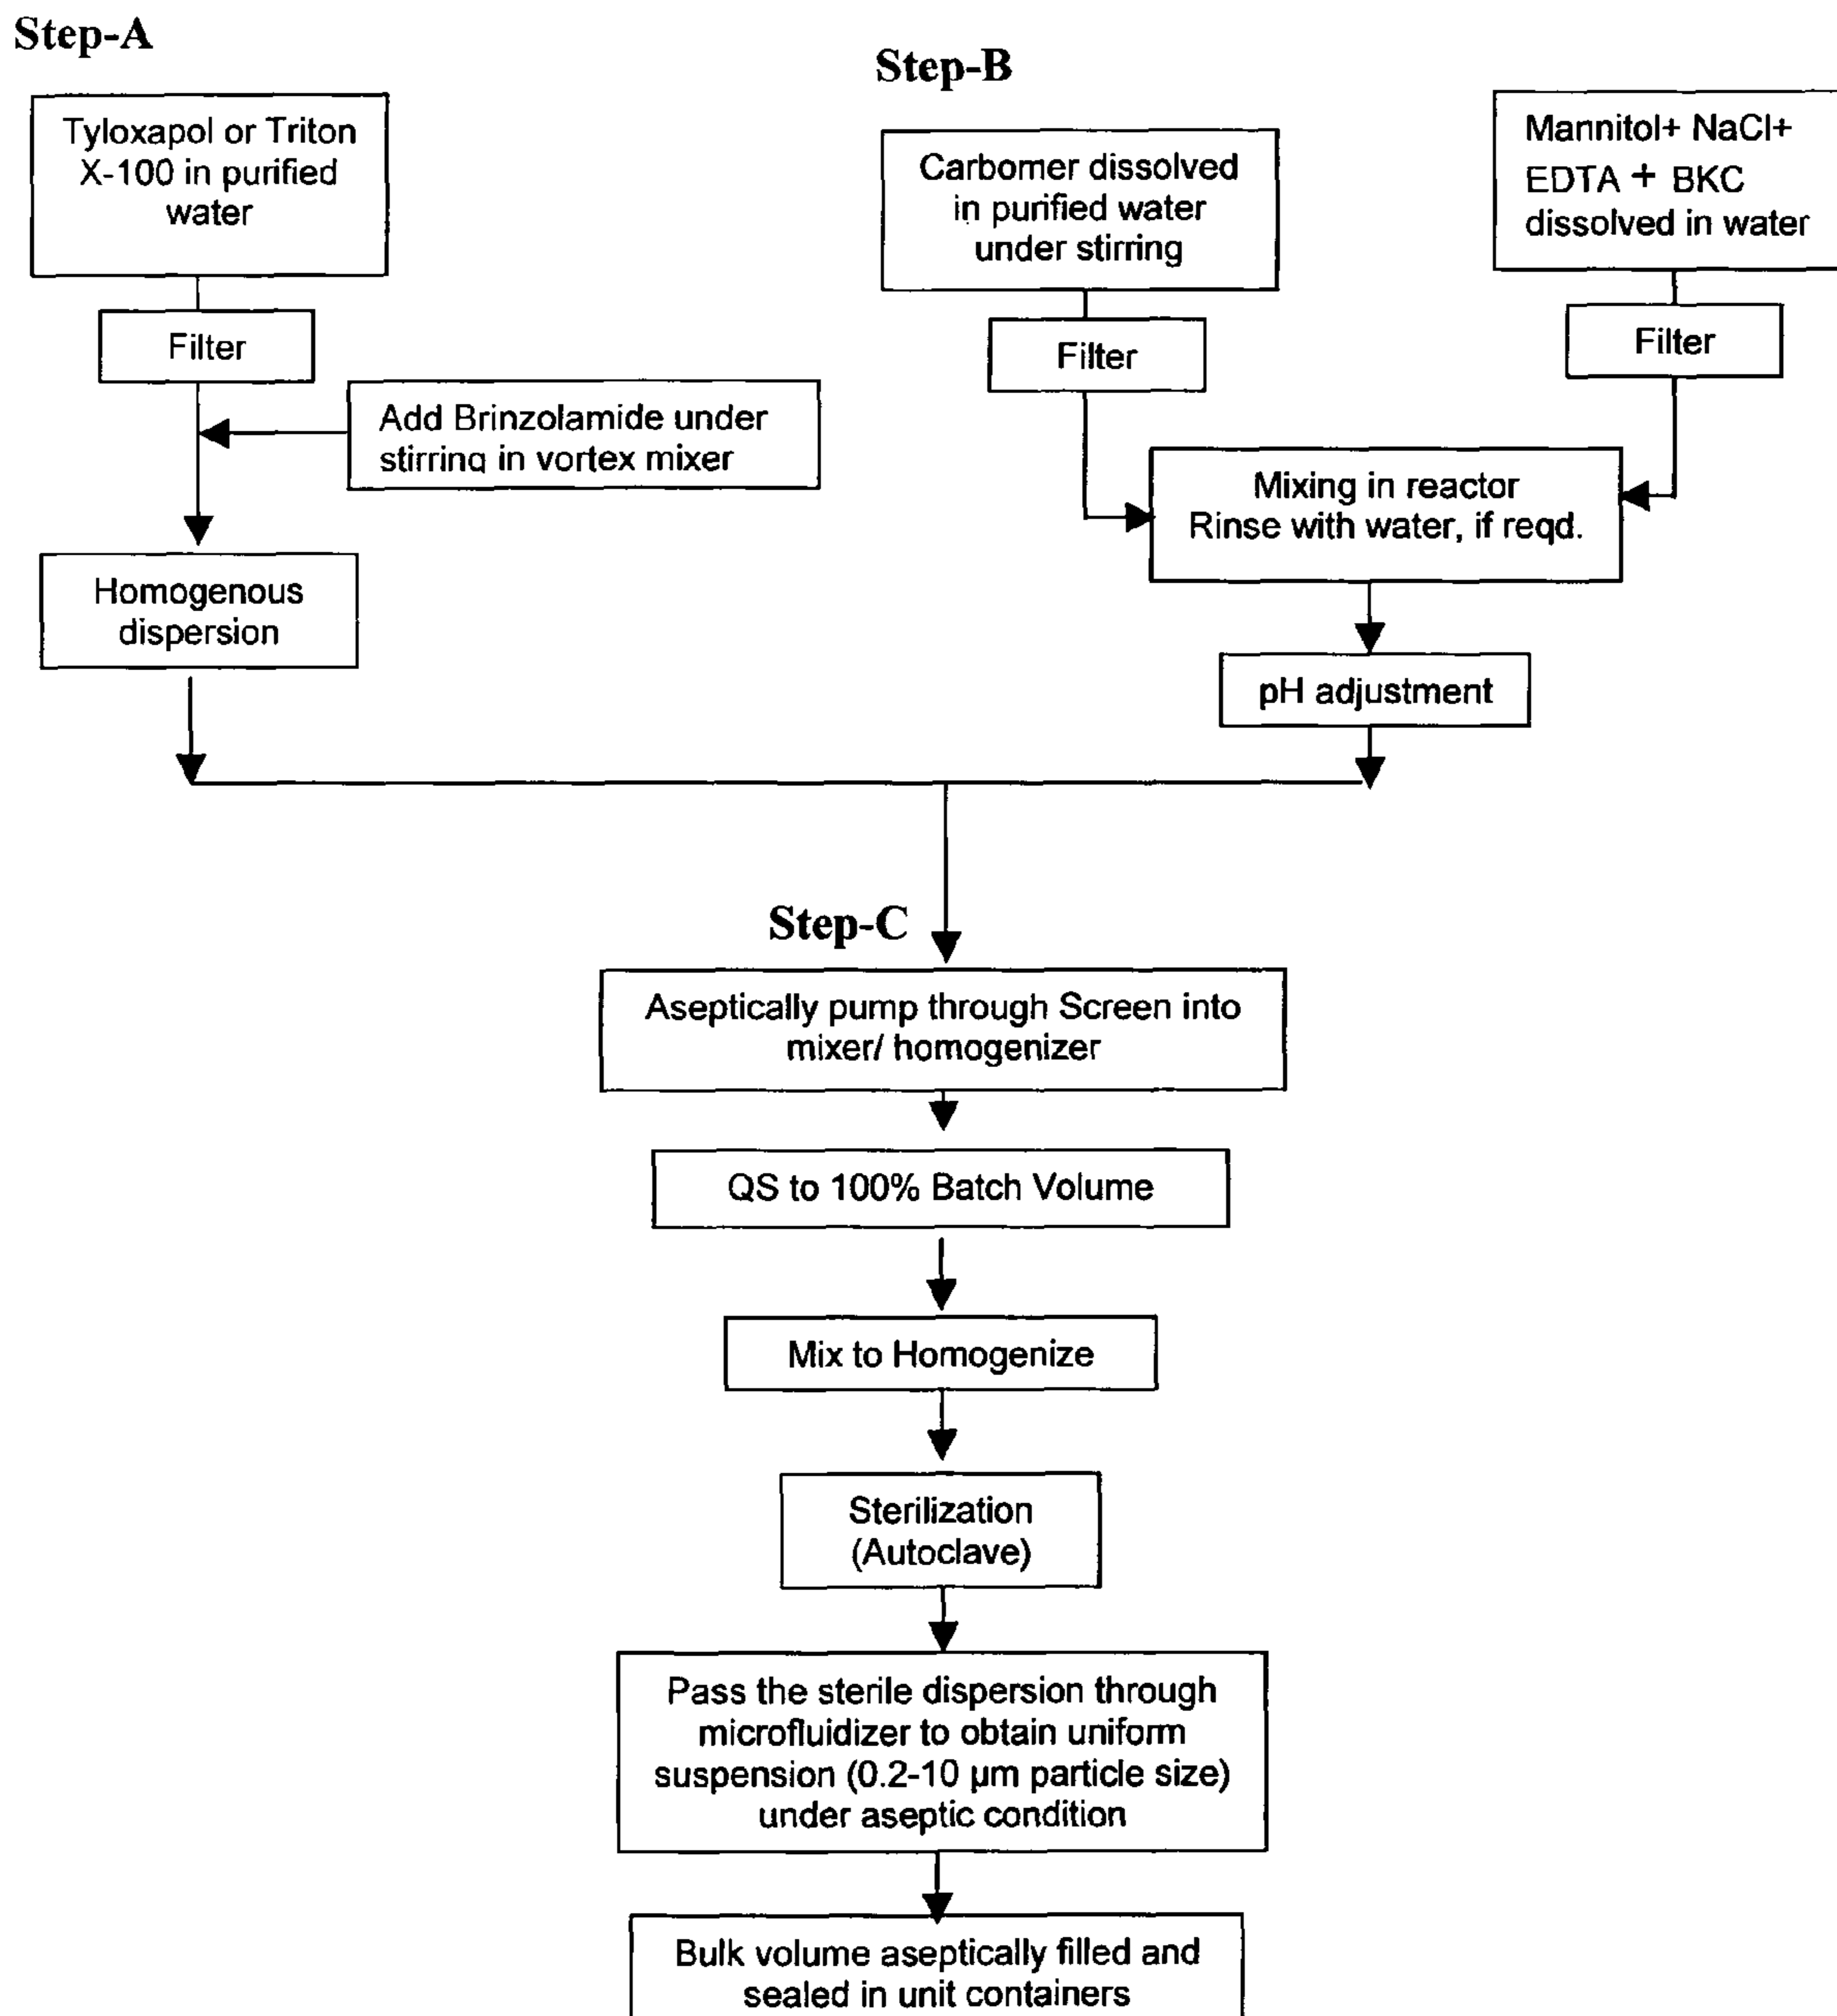 Step-A
Tyloxapol or Triton
X-100 in purified
water
Filter
Add Brinzolamide under
stirring in vortex mixer
Homogenous
dispersion
Step-B
Carbomer dissolved
in purified water
under stirring
Filter
Mannitol+ NaCl+
EDTA + BKC
dissolved in water
Filter
Mixing in reactor
Rinse with water, if reqd.
pH adjustment
Step-C
Aseptically pump through Screen into
mixer/ homogenizer
QS to 100% Batch Volume
Mix to Homogenize
Sterilization
(Autoclave)
Pass the sterile dispersion through
microfluidizer to obtain uniform
suspension (0.2-10 µm particle size)
under aseptic condition
Bulk volume aseptically filled and
sealed in unit containers